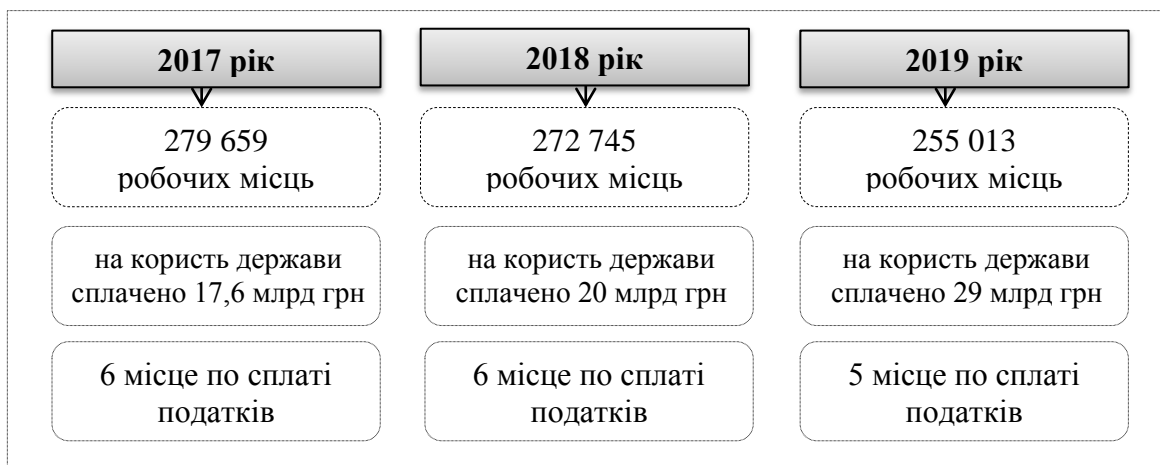 2017 рік
279 659
робочих місць
на користь держави
сплачено 17,6 млрд грн
6 місце по сплаті
податків
2018 рік
272 745
робочих місць
на користь держави
сплачено 20 млрд грн
6 місце по сплаті
податків
2019 рік
255 013
робочих місць
на користь держави
сплачено 29 млрд грн
5 місце по сплаті
податків